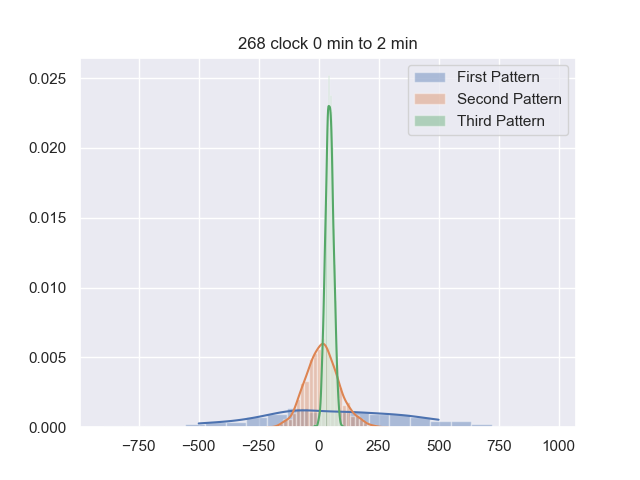 268 clock 0 min to 2 min
0.025
0.020
0.015
0.010
0.005
0.000
First Pattern
Second Pattern
Third Pattern
−750 −500 −250 0 250 500 750 1000